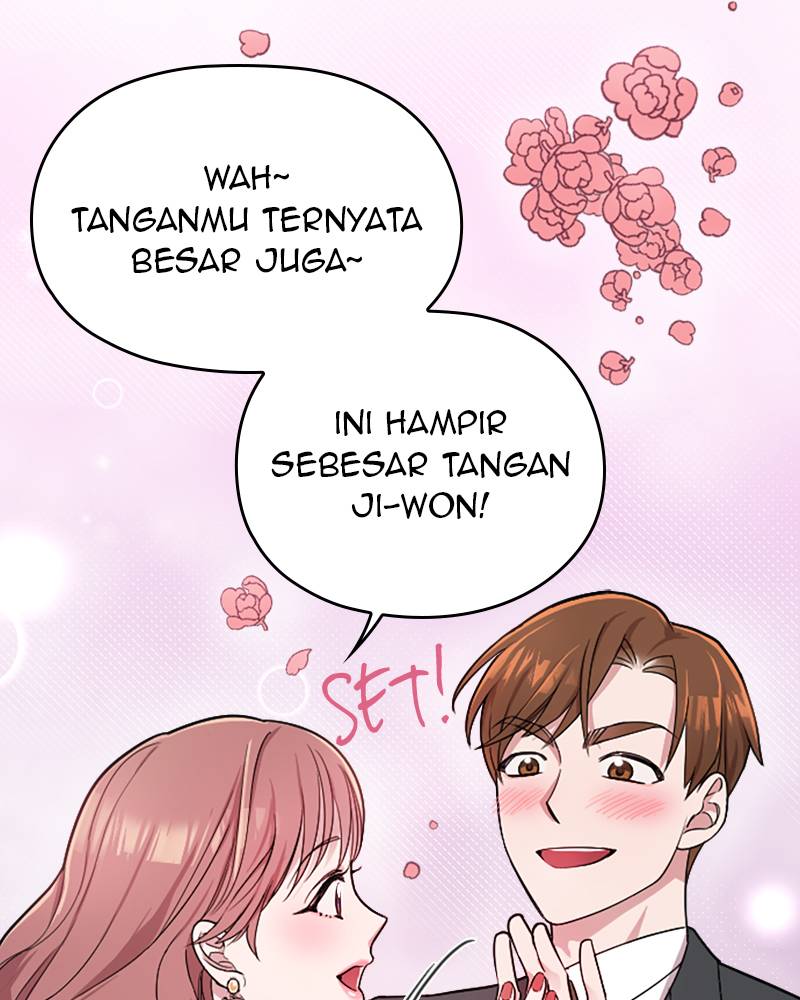 WAH~
TANGANMU TERNYATA
BESAR JUGA~
INI HAMPIR
SEBESAR TANGAN
JI-WON!
SET!